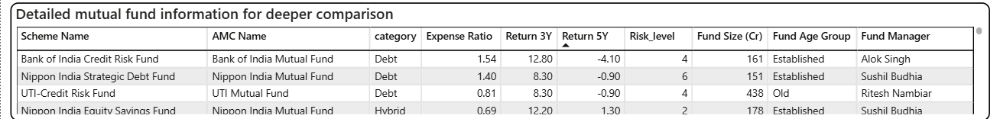 Detailed mutual fund information for deeper comparison
Scheme Name AMC Name category Expense Ratio Return 3Y Return 5Y Risk_level Fund Size (Cr) Fund Age Group Fund Manager
Bank of India Credit Risk Fund Bank of India Mutual Fund Debt 1.54 12.80 -4.10 4 161 Established Alok Singh
Nippon India Strategic Debt Fund Nippon India Mutual Fund Debt 1.40 8.30 -0.90 6 151 Established Sushil Budhia
UTI-Credit Risk Fund UTI Mutual Fund Debt 0.81 8.30 -0.90 4 438 Old Ritesh Nambiar
Nippon India Equity Savings Fund Nippon India Mutual Fund Hybrid 0.69 12.20 1.30 2 178 Established Sushil Budhia